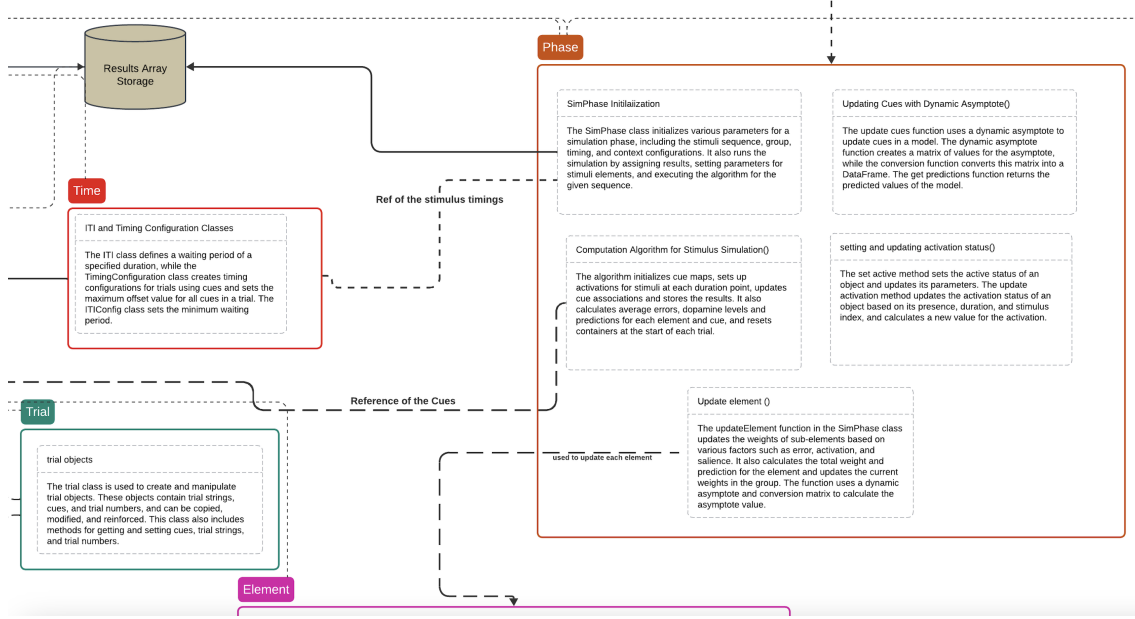 Results Array
Storage
Phase
SimPhase Initilaiization
The SimPhase class initializes various parameters for a
simulation phase, including the stimuli sequence, group,
timing, and context configurations. It also runs the
simulation by assigning results, setting parameters for
stimuli elements, and executing the algorithm for the
given sequence.
Updating Cues with Dynamic Asymptote()
The update cues function uses a dynamic asymptote to
update cues in a model. The dynamic asymptote
function creates a matrix of values for the asymptote,
while the conversion function converts this matrix into a
DataFrame. The get predictions function returns the
predicted values of the model.
Time
Ref of the stimulus timings
ITI and Timing Configuration Classes
The ITI class defines a waiting period of a
specified duration, while the
TimingConfiguration class creates timing
configurations for trials using cues and sets the
maximum offset value for all cues in a trial. The
ITIConfig class sets the minimum waiting
period.
Computation Algorithm for Stimulus Simulation()
The algorithm initializes cue maps, sets up
activations for stimuli at each duration point, updates
cue associations and stores the results. It also
calculates average errors, dopamine levels and
predictions for each element and cue, and resets
containers at the start of each trial.
setting and updating activation status()
The set active method sets the active status of an
object and updates its parameters. The update
activation method updates the activation status of an
object based on its presence, duration, and stimulus
index, and calculates a new value for the activation.
Reference of the Cues
Trial
trial objects
The trial class is used to create and manipulate
trial objects. These objects contain trial strings,
cues, and trial numbers, and can be copied,
modified, and reinforced. This class also includes
methods for getting and setting cues, trial strings,
and trial numbers.
Update element ()
The updateElement function in the SimPhase class
updates the weights of sub-elements based on
various factors such as error, activation, and
salience. It also calculates the total weight and
prediction for the element and updates the current
weights in the group. The function uses a dynamic
asymptote and conversion matrix to calculate the
asymptote value.
used to update each element
Element